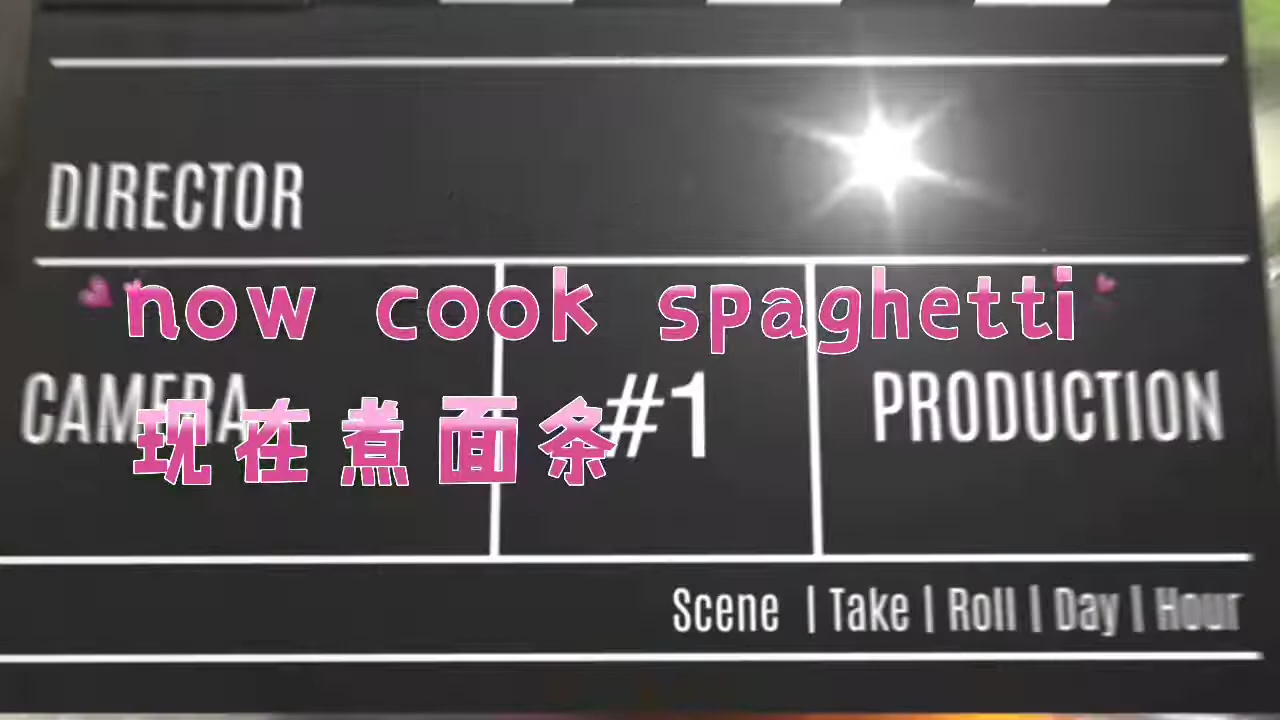 DIRECTOR
now cook spaghetti
CAMERA #1 PRODUCTION
现在煮面条
Scene | Take | Roll | Day | Hour